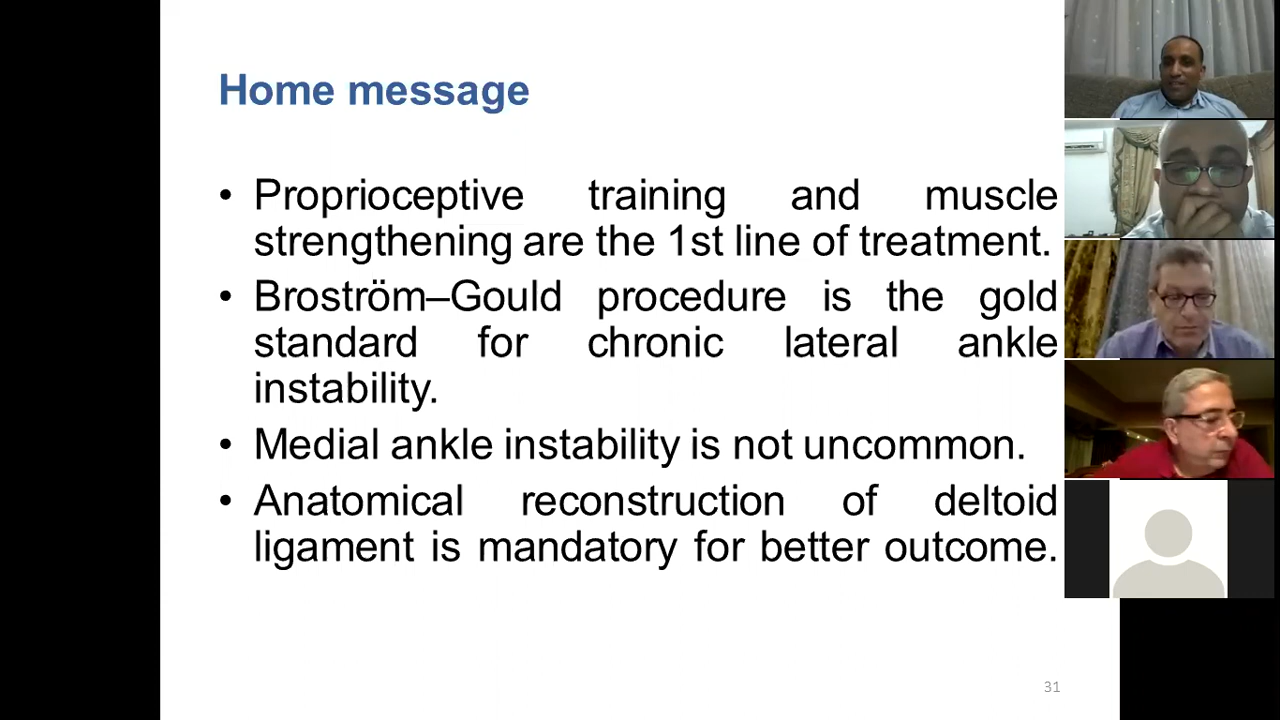 Home message
• Proprioceptive training and muscle
strengthening are the 1st line of treatment.
• Broström–Gould procedure is the gold
standard for chronic lateral ankle
instability.
• Medial ankle instability is not uncommon.
• Anatomical reconstruction of deltoid
ligament is mandatory for better outcome.
31